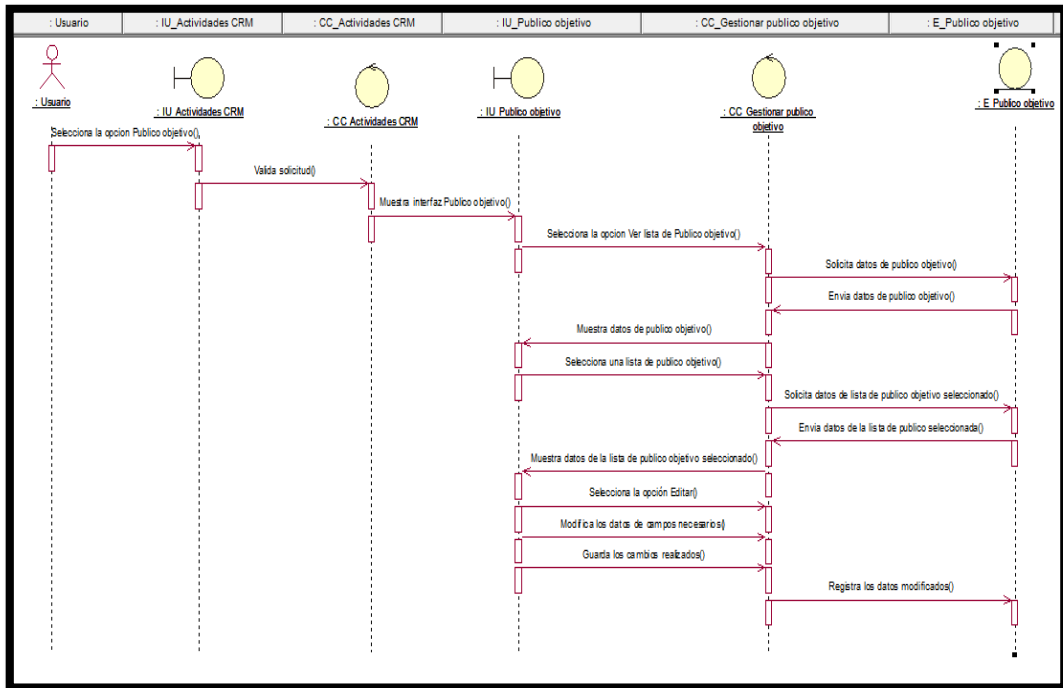 : Usuario
: IU_Actividades CRM
: CC_Actividades CRM
: IU_Publico objetivo
: CC_Gestionar publico objetivo
: E_Publico objetivo
: Usuario
: IU Actividades CRM
: CC Actividades CRM
: IU Publico objetivo
: CC Gestionar publico
objetivo
: E Publico objetivo
Selecciona la opcion Publico objetivo()
Valida solicitud()
Muestra interfaz Publico objetivo()
Selecciona la opcion Ver lista de Publico objetivo()
Solicita datos de publico objetivo()
Envia datos de publico objetivo()
Muestra datos de publico objetivo()
Selecciona una lista de publico objetivo()
Solicita datos de lista de publico objetivo seleccionado()
Envia datos de la lista de publico seleccionada()
Muestra datos de la lista de publico objetivo seleccionado()
Selecciona la opción Editar()
Modifica los datos de campos necesarios()
Guarda los cambios realizados()
Registra los datos modificados()